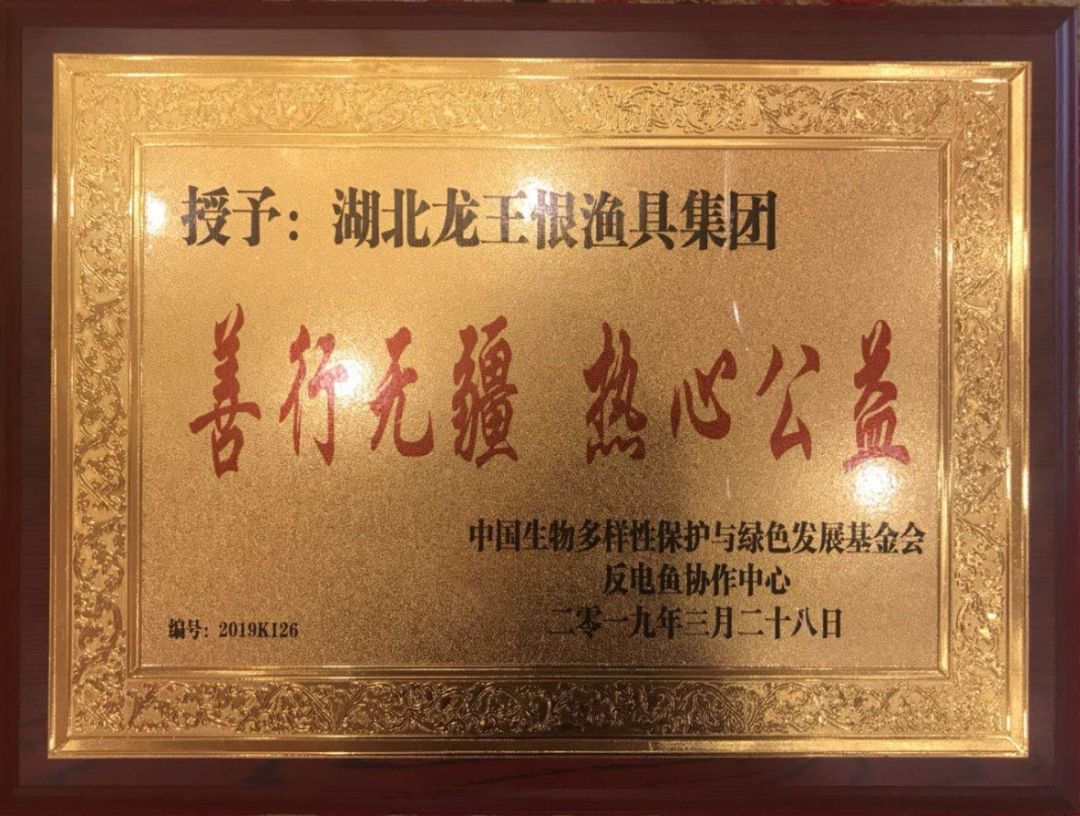 授予：湖北龙王恨渔具集团
善行无疆 热心公益
中国生物多样性保护与绿色发展基金会
反电鱼协作中心
编号：2019K126
二零一九年三月二十八日